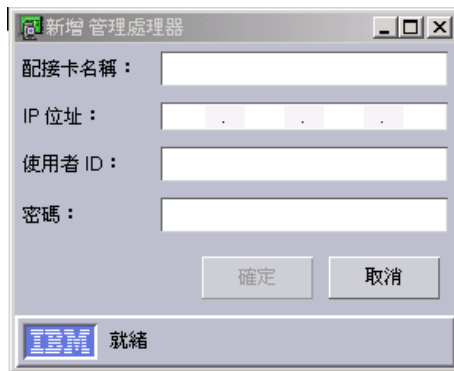 新增 管理處理器
配接卡名稱：
IP 位址：
. . .
使用者 ID：
密碼：
確定 取消
IBM 就緒